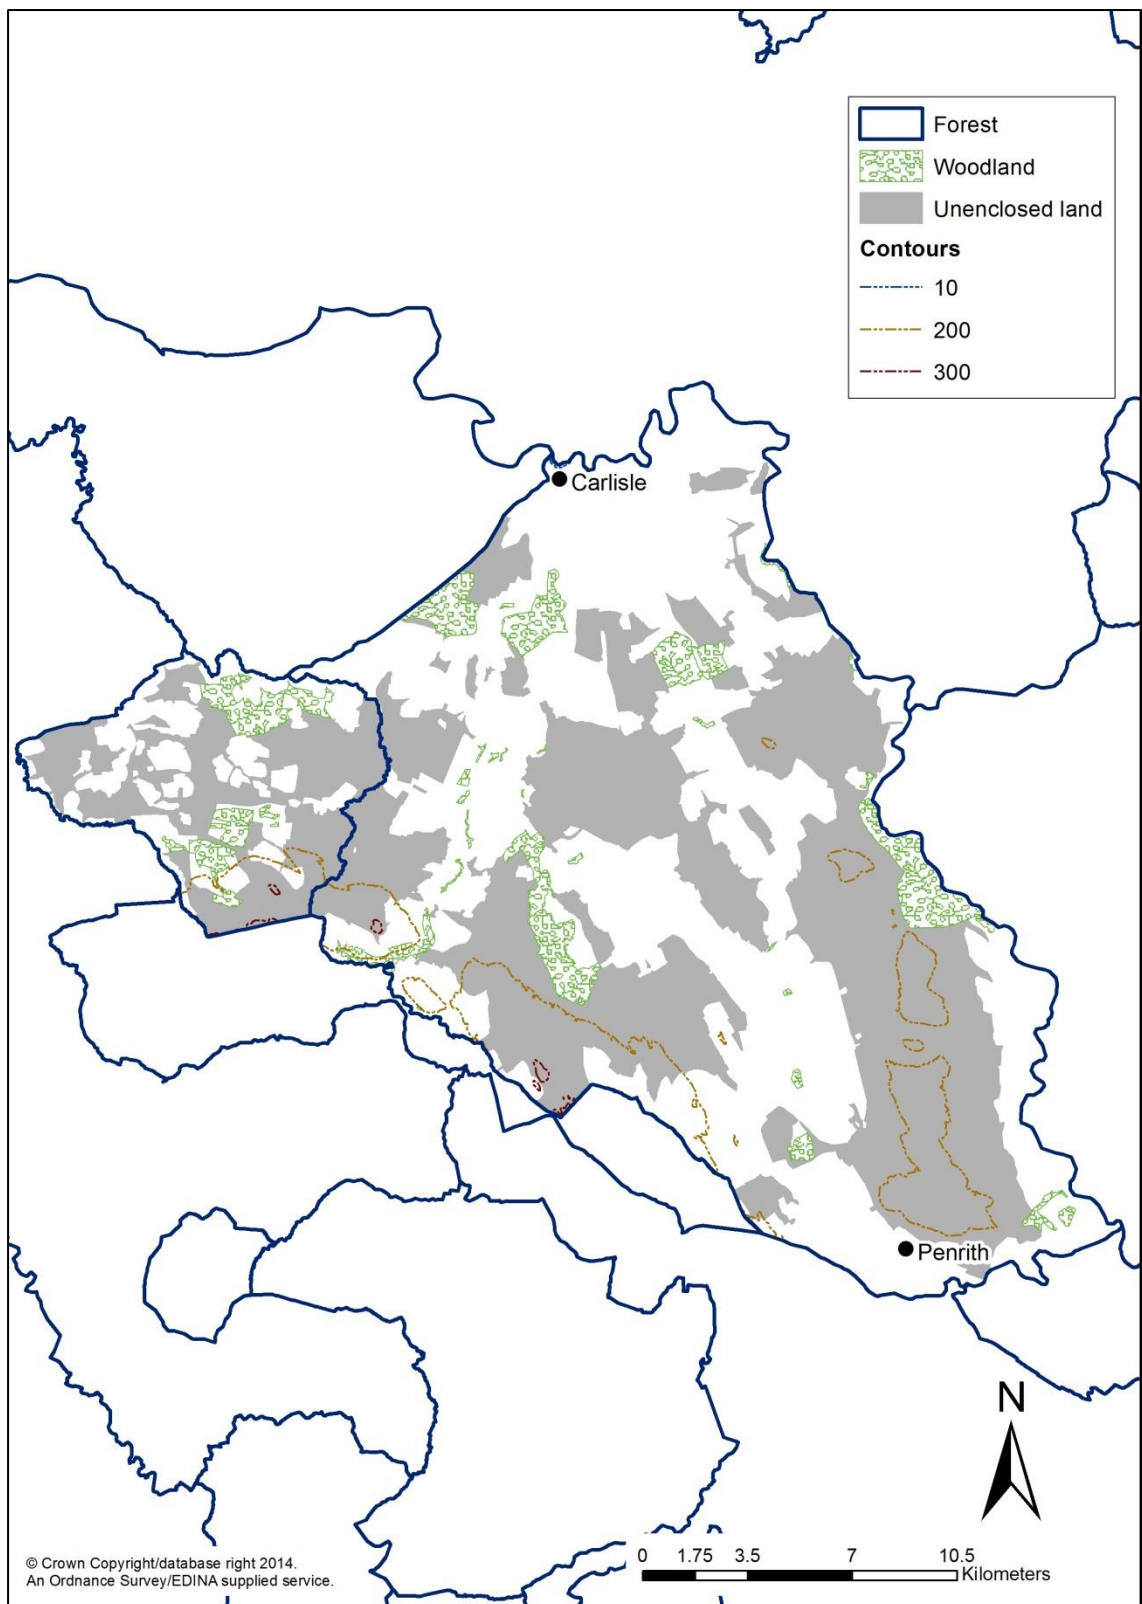 Forest
Woodland
Unenclosed land
Contours
10
200
300
Carlisle
Penrith
N
0 1.75 3.5 7 10.5
Kilometers
© Crown Copyright/database right 2014.
An Ordnance Survey/EDINA supplied service.